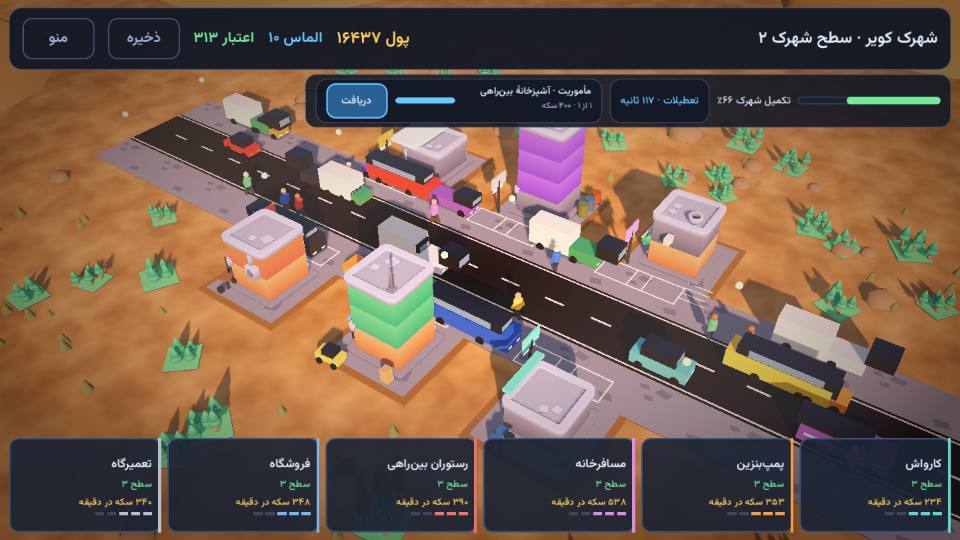 شهرک کویر · سطح شهرک ۲
پول ۱۶۴۳۷
الماس ۱۰
اعتبار ۳۱۳
ذخیره
منو
تکمیل شهرک ۶۶٪
تعطیلات · ۱۱۷ ثانیه
مأموریت · آشپزخانهٔ بین‌راهی
۱ از ۱ · ۴۰۰ سکه
دریافت
کارواش
سطح ۳
۲۳۴ سکه در دقیقه
پمپ‌بنزین
سطح ۳
۳۵۳ سکه در دقیقه
مسافرخانه
سطح ۳
۵۳۸ سکه در دقیقه
رستوران بین‌راهی
سطح ۳
۳۹۰ سکه در دقیقه
فروشگاه
سطح ۳
۳۴۸ سکه در دقیقه
تعمیرگاه
سطح ۳
۳۴۰ سکه در دقیقه